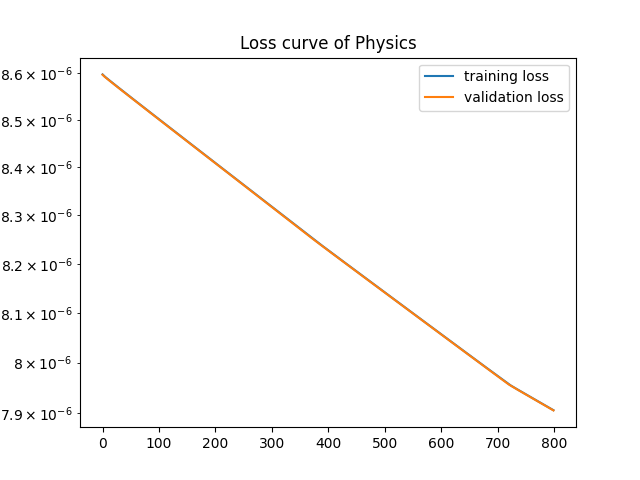 Loss curve of Physics
training loss
validation loss
8.6 × 10⁻⁶
8.5 × 10⁻⁶
8.4 × 10⁻⁶
8.3 × 10⁻⁶
8.2 × 10⁻⁶
8.1 × 10⁻⁶
8 × 10⁻⁶
7.9 × 10⁻⁶
0 100 200 300 400 500 600 700 800